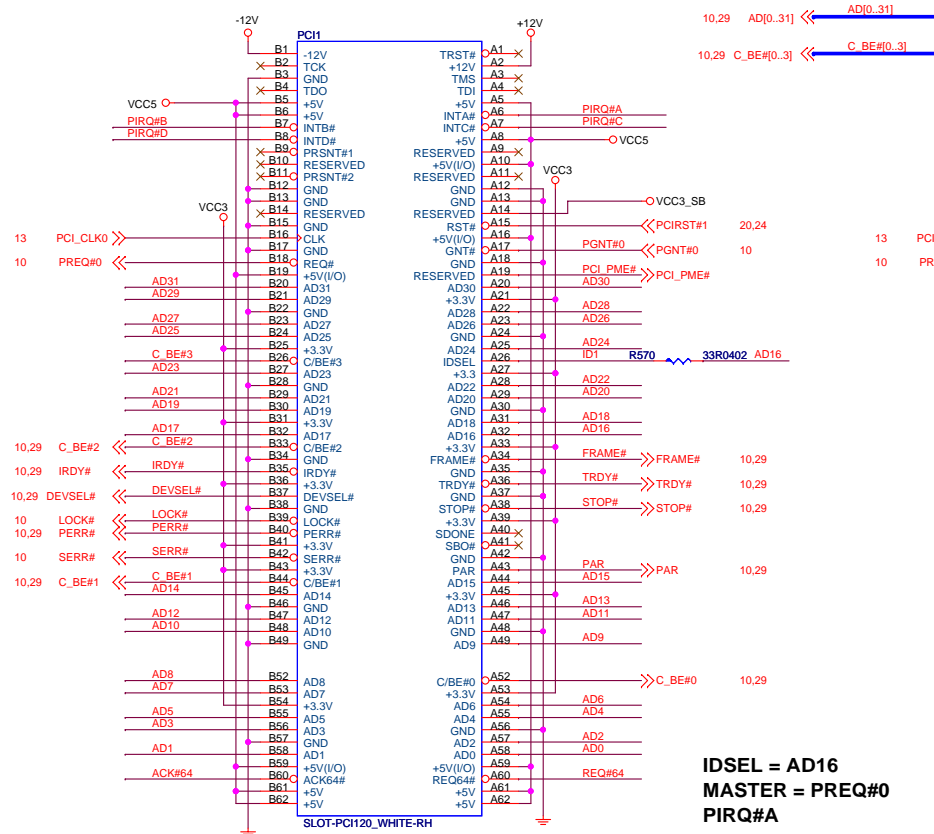 -12V +12V 10,29 AD[0..31] AD[0..31]
PCI1
10,29 C_BE#[0..3] C_BE#[0..3]
B1 -12V TRST# A1
B2 TCK +12V A2
B3 GND TMS A3
B4 TDO TDI A4
VCC5 B5 +5V +5V A5
B6 +5V INTA# A6 PIRQ#A
PIRQ#B B7 INTB# INTC# A7 PIRQ#C
PIRQ#D B8 INTD# +5V A8 VCC5
B9 PRSNT#1 RESERVED A9
B10 RESERVED +5V(I/O) A10
B11 PRSNT#2 RESERVED A11 VCC3
B12 GND GND A12
B13 GND GND A13
VCC3 B14 RESERVED RESERVED A14 VCC3_SB
B15 GND RST# A15 PCIRST#1 20,24
13 PCI_CLK0 B16 CLK +5V(I/O) A16 13 PCI
B17 GND GNT# A17 PGNT#0 PGNT#0 10
10 PREQ#0 B18 REQ# GND A18 10 PR
B19 +5V(I/O) RESERVED A19 PCI_PME# PCI_PME#
AD31 B20 AD31 AD30 A20 AD30
AD29 B21 AD29 +3.3V A21
B22 GND AD28 A22 AD28
AD27 B23 AD27 AD26 A23 AD26
AD25 B24 AD25 GND A24
B25 +3.3V AD24 A25 AD24
C_BE#3 B26 C/BE#3 IDSEL A26 ID1 R570 33R0402 AD16
AD23 B27 AD23 +3.3 A27
B28 GND AD22 A28 AD22
AD21 B29 AD21 AD20 A29 AD20
AD19 B30 AD19 GND A30
B31 +3.3V AD18 A31 AD18
AD17 B32 AD17 AD16 A32 AD16
10,29 C_BE#2 C_BE#2 B33 C/BE#2 +3.3V A33
B34 GND FRAME# A34 FRAME# FRAME# 10,29
10,29 IRDY# IRDY# B35 IRDY# GND A35
B36 +3.3V TRDY# A36 TRDY# TRDY# 10,29
10,29 DEVSEL# DEVSEL# B37 DEVSEL# GND A37
B38 GND STOP# A38 STOP# STOP# 10,29
10 LOCK# LOCK# B39 LOCK# +3.3V A39
10,29 PERR# PERR# B40 PERR# SDONE A40
B41 +3.3V SBO# A41
10 SERR# SERR# B42 SERR# GND A42
B43 +3.3V PAR A43 PAR PAR 10,29
10,29 C_BE#1 C_BE#1 B44 C/BE#1 AD15 A44 AD15
AD14 B45 AD14 +3.3V A45
B46 GND AD13 A46 AD13
AD12 B47 AD12 AD11 A47 AD11
AD10 B48 AD10 GND A48
B49 GND AD9 A49 AD9
AD8 B52 AD8 C/BE#0 A52 C_BE#0 10,29
AD7 B53 AD7 +3.3V A53
B54 +3.3V AD6 A54 AD6
AD5 B55 AD5 AD4 A55 AD4
AD3 B56 AD3 GND A56
B57 GND AD2 A57 AD2
AD1 B58 AD1 AD0 A58 AD0
B59 +5V(I/O) +5V(I/O) A59
ACK#64 B60 ACK64# REQ64# A60 REQ#64
B61 +5V +5V A61
B62 +5V +5V A62
SLOT-PCI120_WHITE-RH
IDSEL = AD16
MASTER = PREQ#0
PIRQ#A